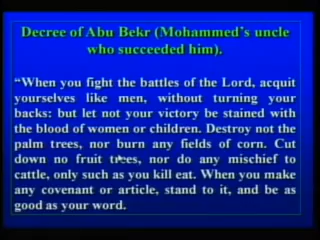 Decree of Abu Bekr (Mohammed's uncle
who succeeded him).
“When you fight the battles of the Lord, acquit
yourselves like men, without turning your
backs: but let not your victory be stained with
the blood of women or children. Destroy not the
palm trees, nor burn any fields of corn. Cut
down no fruit trees, nor do any mischief to
cattle, only such as you kill eat. When you make
any covenant or article, stand to it, and be as
good as your word.